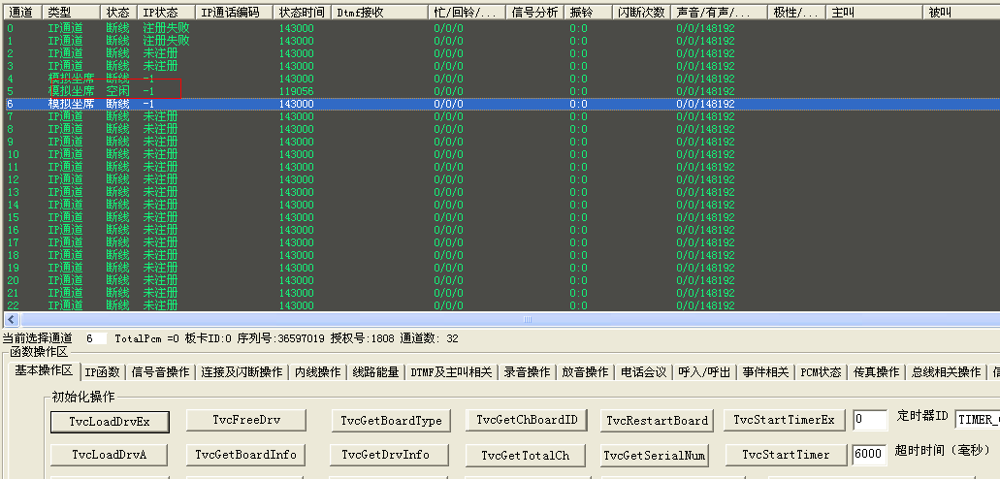 通道 类型 状态 IP状态 IP通话编码 状态时间 Dtmf接收 忙/回铃/... 信号分析 振铃 闪断次数 声音/有声/... 极性/... 主叫 被叫
0 IP通道 断线 注册失败 143000 0/0/0 0:0 0/0/148192
1 IP通道 断线 注册失败 143000 0/0/0 0:0 0/0/148192
2 IP通道 断线 未注册 143000 0/0/0 0:0 0/0/148192
3 IP通道 断线 未注册 143000 0/0/0 0:0 0/0/148192
4 模拟坐席 断线 -1 143000 0/0/0 0:0 0/0/148192
5 模拟坐席 空闲 -1 119056 0/0/0 0:0 0/0/148192
6 模拟坐席 断线 -1 143000 0/0/0 0:0 0/0/148192
7 IP通道 断线 未注册 143000 0/0/0 0:0 0/0/148192
8 IP通道 断线 未注册 143000 0/0/0 0:0 0/0/148192
9 IP通道 断线 未注册 143000 0/0/0 0:0 0/0/148192
10 IP通道 断线 未注册 143000 0/0/0 0:0 0/0/148192
11 IP通道 断线 未注册 143000 0/0/0 0:0 0/0/148192
12 IP通道 断线 未注册 143000 0/0/0 0:0 0/0/148192
13 IP通道 断线 未注册 143000 0/0/0 0:0 0/0/148192
14 IP通道 断线 未注册 143000 0/0/0 0:0 0/0/148192
15 IP通道 断线 未注册 143000 0/0/0 0:0 0/0/148192
16 IP通道 断线 未注册 143000 0/0/0 0:0 0/0/148192
17 IP通道 断线 未注册 143000 0/0/0 0:0 0/0/148192
18 IP通道 断线 未注册 143000 0/0/0 0:0 0/0/148192
19 IP通道 断线 未注册 143000 0/0/0 0:0 0/0/148192
20 IP通道 断线 未注册 143000 0/0/0 0:0 0/0/148192
21 IP通道 断线 未注册 143000 0/0/0 0:0 0/0/148192
22 IP通道 断线 未注册 143000 0/0/0 0:0 0/0/148192
当前选择通道 6 TotalPcm =0 板卡ID:0 序列号:36597019 授权号:1808 通道数: 32
函数操作区
基本操作区 IP函数 信号音操作 连接及闪断操作 内线操作 线路能量 DTMF及主叫相关 录音操作 放音操作 电话会议 呼入/呼出 事件相关 PCM状态 传真操作 总线相关操作
初始化操作
TvcLoadDrvEx TvcFreeDrv TvcGetBoardType TvcGetChBoardID TvcRestartBoard TvcStartTimerEx 0 定时器ID TIMER_
TvcLoadDrvA TvcGetBoardInfo TvcGetDrvInfo TvcGetTotalCh TvcGetSerialNum TvcStartTimer 6000 超时时间（毫秒）